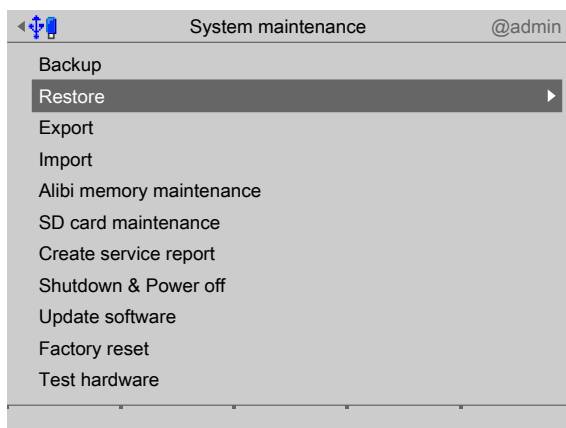 System maintenance @admin
Backup
Restore
Export
Import
Alibi memory maintenance
SD card maintenance
Create service report
Shutdown & Power off
Update software
Factory reset
Test hardware